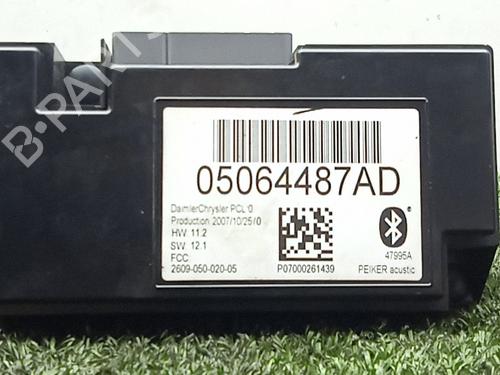 B-PARTS
05064487AD
DaimlerChrysler PCL 0
Production 2007/10/25/0
HW 11.2
SW 12.1
FCC
2609-050-020-05
P07000261439
47995A
PEIKER acustic